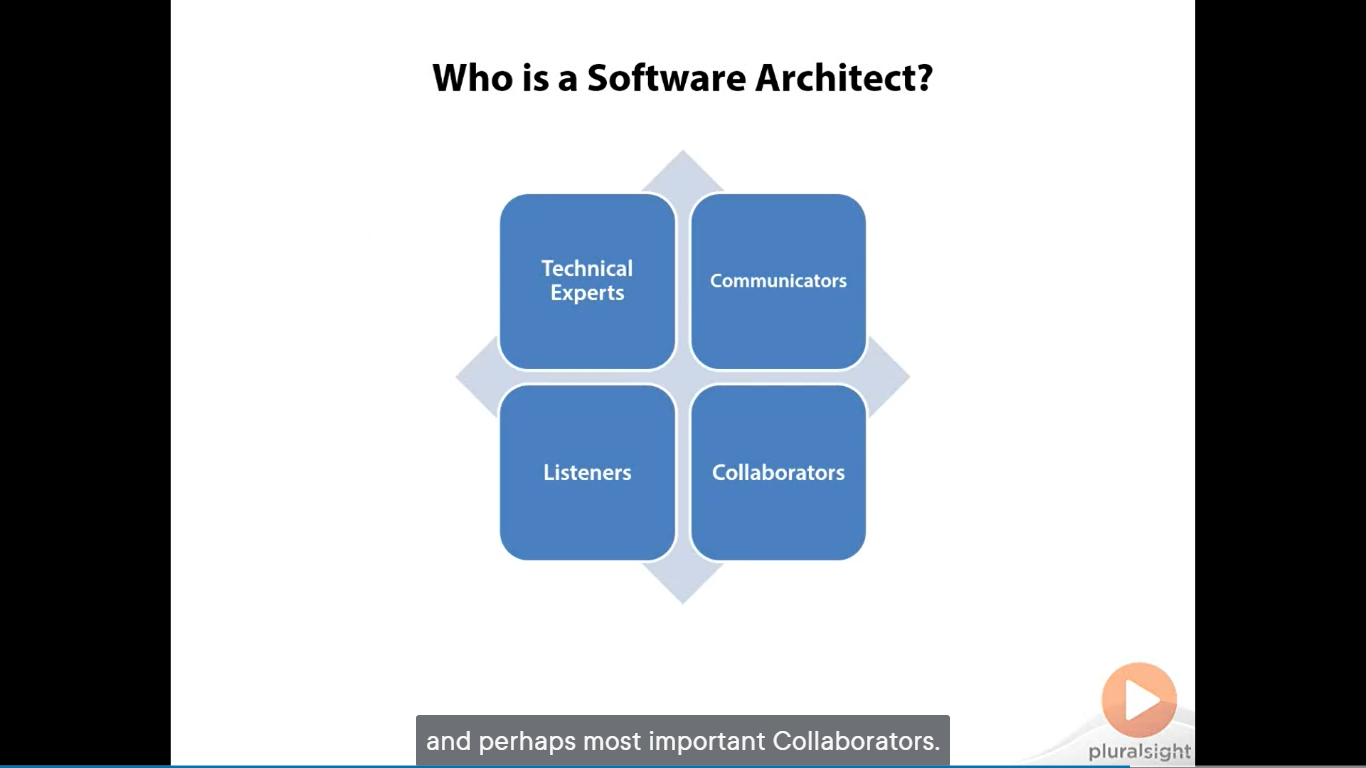 Who is a Software Architect?
Technical
Experts
Communicators
Listeners
Collaborators
and perhaps most important Collaborators.
pluralsight